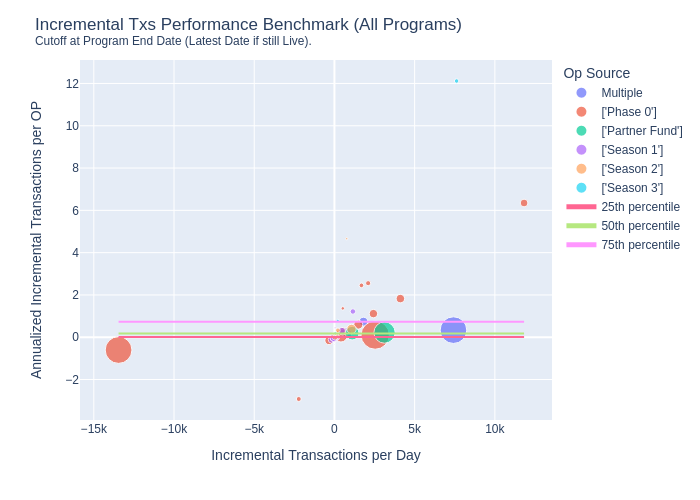 Incremental Txs Performance Benchmark (All Programs)
Cutoff at Program End Date (Latest Date if still Live).
Annualized Incremental Transactions per OP
12
10
8
6
4
2
0
−2
−15k
−10k
−5k
0
5k
10k
Incremental Transactions per Day
Op Source
Multiple
['Phase 0']
['Partner Fund']
['Season 1']
['Season 2']
['Season 3']
25th percentile
50th percentile
75th percentile